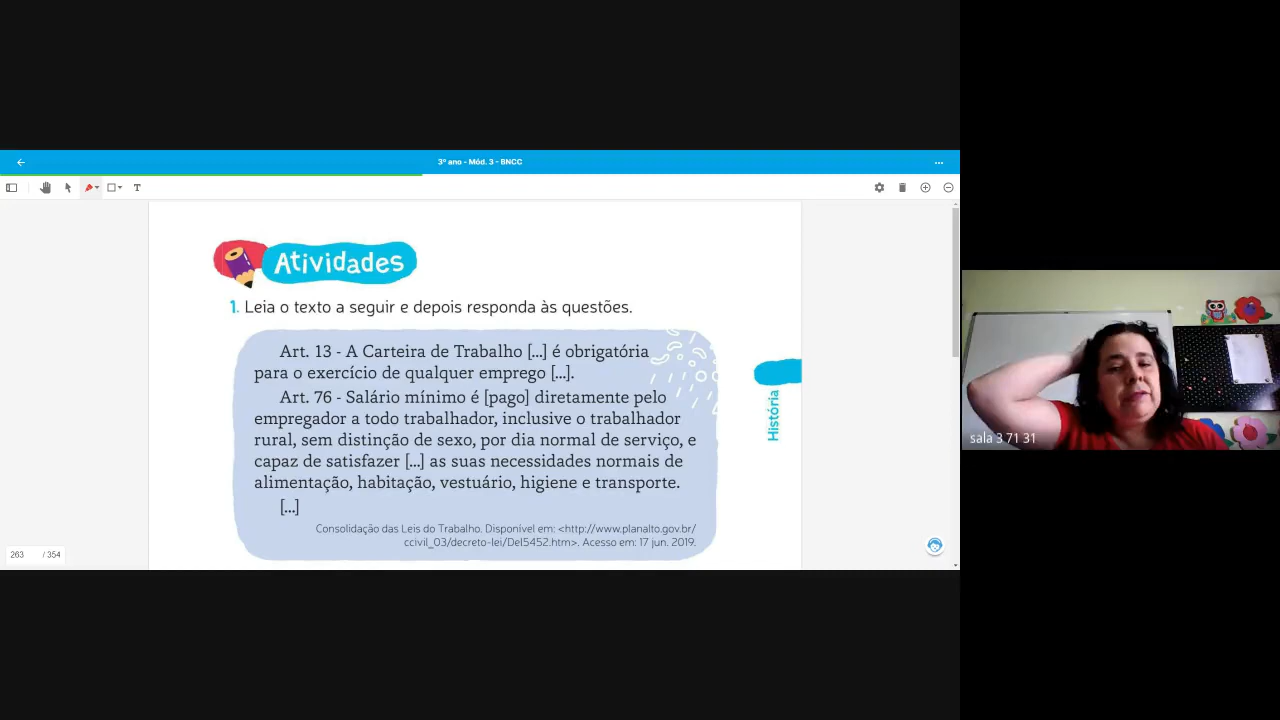 3º ano - Mód. 3 - BNCC
T
Atividades
1. Leia o texto a seguir e depois responda às questões.
Art. 13 - A Carteira de Trabalho [...] é obrigatória
para o exercício de qualquer emprego [...].
Art. 76 - Salário mínimo é [pago] diretamente pelo
empregador a todo trabalhador, inclusive o trabalhador
rural, sem distinção de sexo, por dia normal de serviço, e
capaz de satisfazer [...] as suas necessidades normais de
alimentação, habitação, vestuário, higiene e transporte.
[...]
Consolidação das Leis do Trabalho. Disponível em: <http://www.planalto.gov.br/
ccivil_03/decreto-lei/Del5452.htm>. Acesso em: 17 jun. 2019.
História
263 / 354
sala 3 71 31